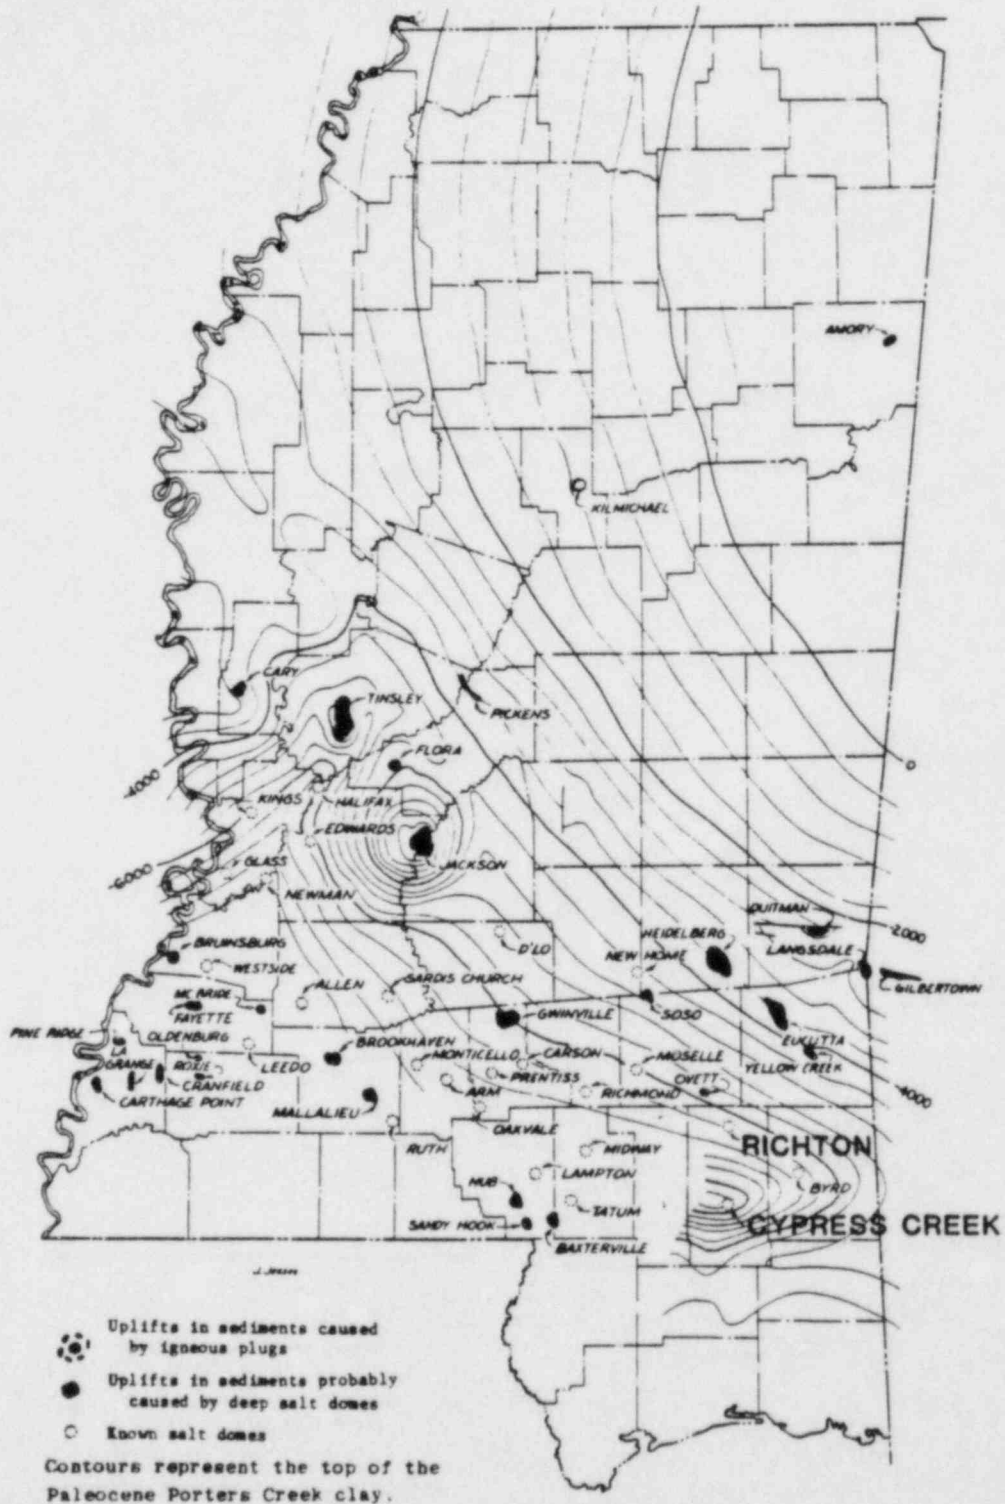 AMORY
KILMICHAEL
CARY
TINSLEY
PICKENS
FLORA
0
-4000
KINGS
HALIFAX
EDWARDS
JACKSON
-6000
GLASS
NEWMAN
DUITMAN
-2000
HEIDELBERG
BRUINSBURG
D'LO
NEW HOME
LANGSDALE
WESTSIDE
GILBERTOWN
ALLEN
SARDIS CHURCH
MC BRIDE
FAYETTE
GWINVILLE
SOSO
PINE RIDGE
OLDENBURG
BROOKHAVEN
EUCUTTA
LA GRANGE
ROXIE
LEEDO
MONTICELLO
CARSON
MOSELLE
YELLOW CREEK
CRANFIELD
PRENTISS
OVETT
CARTHAGE POINT
ARM
RICHMOND
-4000
MALLALIEU
OAKVALE
RUTH
MIDWAY
RICHTON
LAMPTON
BYRD
HUB
TATUM
SANDY HOOK
CYPRESS CREEK
BAXTERVILLE
Uplifts in sediments caused
by igneous plugs
Uplifts in sediments probably
caused by deep salt domes
Known salt domes
Contours represent the top of the
Paleocene Porters Creek clay.